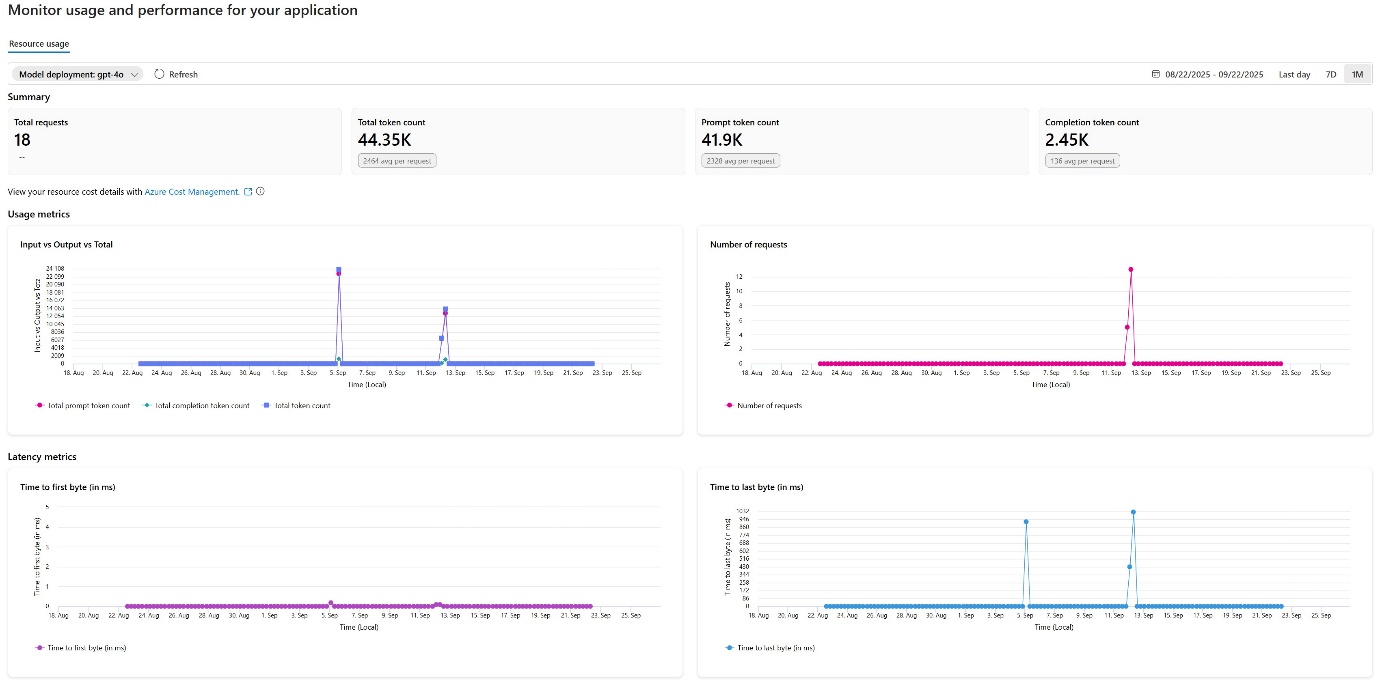 Monitor usage and performance for your application
Resource usage
Model deployment: gpt-4o Refresh 08/22/2025 - 09/22/2025 Last day 7D 1M
Summary
Total requests
18
--
Total token count
44.35K
2464 avg per request
Prompt token count
41.9K
2328 avg per request
Completion token count
2.45K
136 avg per request
View your resource cost details with Azure Cost Management.
Usage metrics
Input vs Output vs Total
Input vs Output vs Tota
24 108
22 099
20 090
18 081
16 072
14 063
12 054
10 045
8036
6027
4018
2009
0
18. Aug 20. Aug 22. Aug 24. Aug 26. Aug 28. Aug 30. Aug 1. Sep 3. Sep 5. Sep 7. Sep 9. Sep 11. Sep 13. Sep 15. Sep 17. Sep 19. Sep 21. Sep 23. Sep 25. Sep
Time (Local)
Total prompt token count Total completion token count Total token count
Number of requests
Number of requests
12
10
8
6
4
2
0
18. Aug 20. Aug 22. Aug 24. Aug 26. Aug 28. Aug 30. Aug 1. Sep 3. Sep 5. Sep 7. Sep 9. Sep 11. Sep 13. Sep 15. Sep 17. Sep 19. Sep 21. Sep 23. Sep 25. Sep
Time (Local)
Number of requests
Latency metrics
Time to first byte (in ms)
Time to first byte (in ms)
5
4
3
2
1
0
18. Aug 20. Aug 22. Aug 24. Aug 26. Aug 28. Aug 30. Aug 1. Sep 3. Sep 5. Sep 7. Sep 9. Sep 11. Sep 13. Sep 15. Sep 17. Sep 19. Sep 21. Sep 23. Sep 25. Sep
Time (Local)
Time to first byte (in ms)
Time to last byte (in ms)
Time to last byte (in ms)
1032
946
860
774
688
602
516
430
344
258
172
86
0
18. Aug 20. Aug 22. Aug 24. Aug 26. Aug 28. Aug 30. Aug 1. Sep 3. Sep 5. Sep 7. Sep 9. Sep 11. Sep 13. Sep 15. Sep 17. Sep 19. Sep 21. Sep 23. Sep 25. Sep
Time (Local)
Time to last byte (in ms)